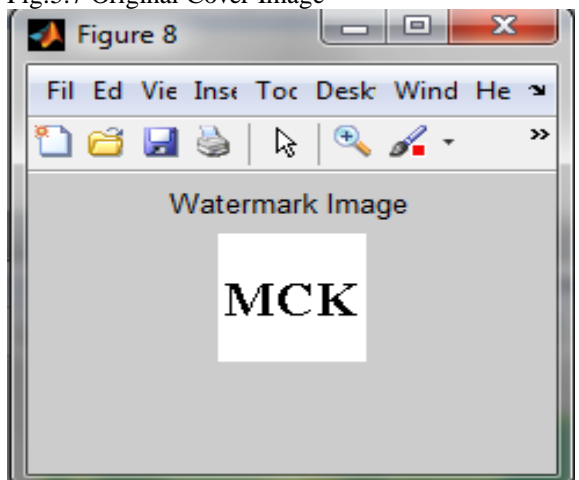 Fig.5.7 Original Cover Image
Figure 8
Fil Ed Vie Inse Too Desk Wind He
Watermark Image
MCK